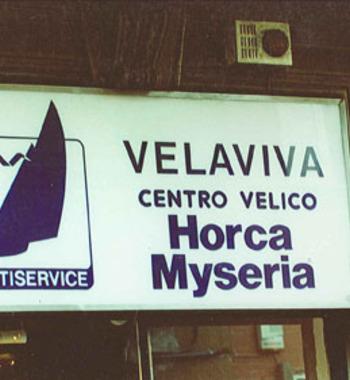 VELAVIVA
CENTRO VELICO
Horca
Myseria
TISERVICE